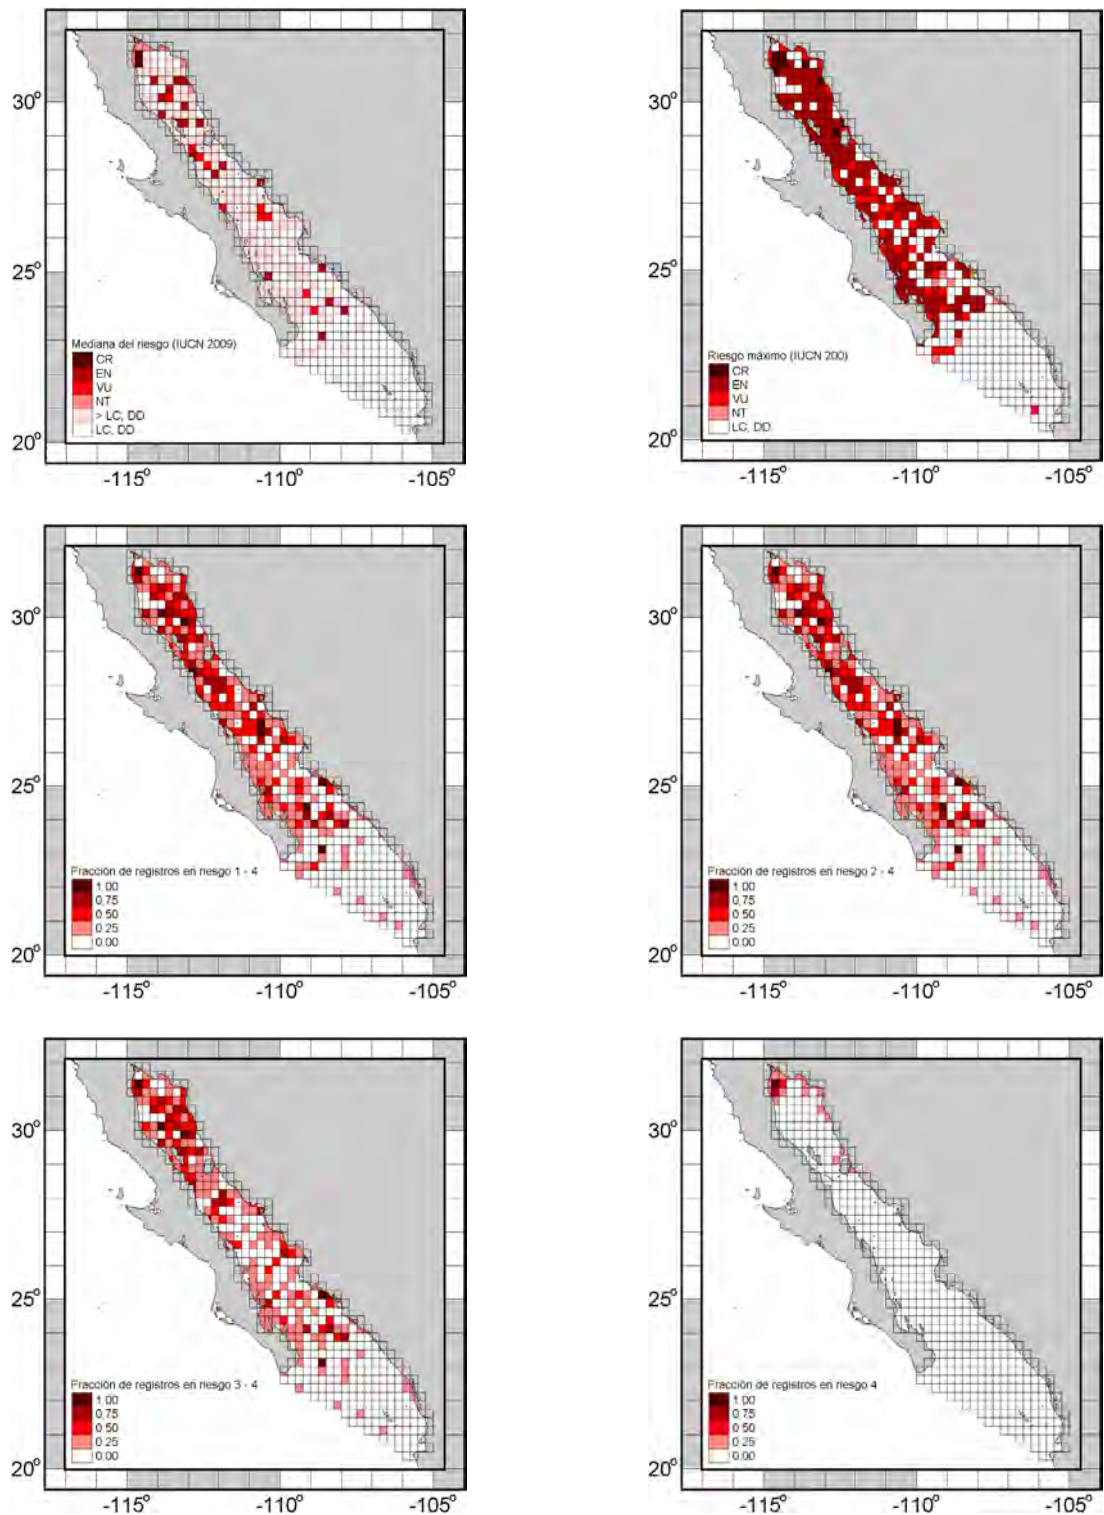 30°
25°
20°
Mediana del riesgo (IUCN 2009)
CR
EN
VU
NT
> LC, DD
LC, DD
-115° -110° -105°
30°
25°
20°
Riesgo máximo (IUCN 200)
CR
EN
VU
NT
LC, DD
-115° -110° -105°
30°
25°
20°
Fracción de registros en riesgo 1 - 4
1.00
0.75
0.50
0.25
0.00
-115° -110° -105°
30°
25°
20°
Fracción de registros en riesgo 2 - 4
1.00
0.75
0.50
0.25
0.00
-115° -110° -105°
30°
25°
20°
Fracción de registros en riesgo 3 - 4
1.00
0.75
0.50
0.25
0.00
-115° -110° -105°
30°
25°
20°
Fracción de registros en riesgo 4
1.00
0.75
0.50
0.25
0.00
-115° -110° -105°